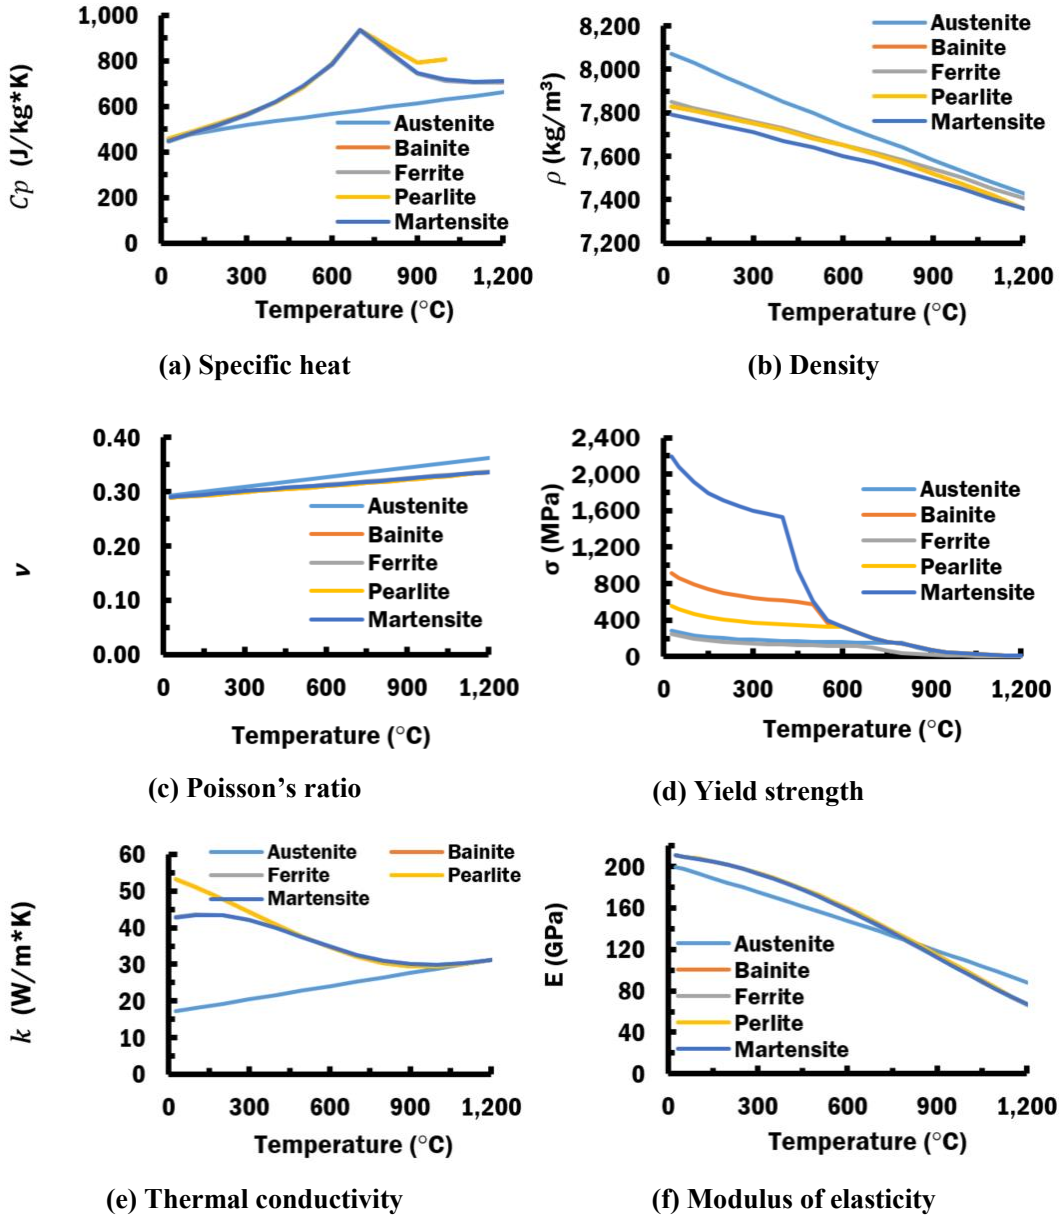 1,000
800
600
400
200
0
Cp (J/kg*K)
Austenite
Bainite
Ferrite
Pearlite
Martensite
0 300 600 900 1,200
Temperature (°C)
(a) Specific heat
8,200
8,000
7,800
7,600
7,400
7,200
ρ (kg/m³)
Austenite
Bainite
Ferrite
Pearlite
Martensite
0 300 600 900 1,200
Temperature (°C)
(b) Density
0.40
0.30
0.20
0.10
0.00
ν
Austenite
Bainite
Ferrite
Pearlite
Martensite
0 300 600 900 1,200
Temperature (°C)
(c) Poisson’s ratio
2,400
2,000
1,600
1,200
800
400
0
σ (MPa)
Austenite
Bainite
Ferrite
Pearlite
Martensite
0 300 600 900 1,200
Temperature (°C)
(d) Yield strength
60
50
40
30
20
10
0
k (W/m*K)
Austenite Bainite
Ferrite Pearlite
Martensite
0 300 600 900 1,200
Temperature (°C)
(e) Thermal conductivity
200
160
120
80
40
0
E (GPa)
Austenite
Bainite
Ferrite
Perlite
Martensite
0 300 600 900 1,200
Temperature (°C)
(f) Modulus of elasticity